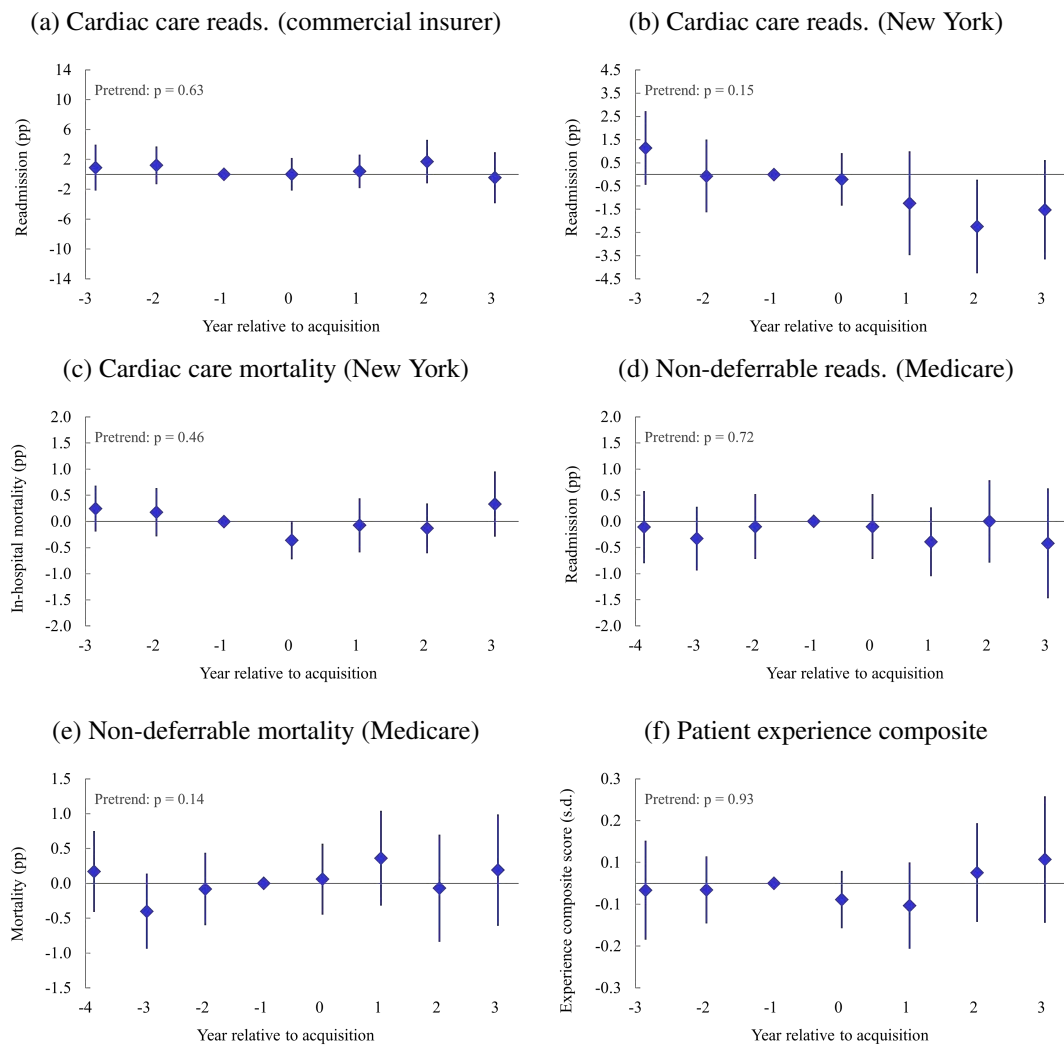 (a) Cardiac care reads. (commercial insurer)
14
10
6
2
-2
-6
-10
-14
Readmission (pp)
Pretrend: p = 0.63
-3 -2 -1 0 1 2 3
Year relative to acquisition
(b) Cardiac care reads. (New York)
4.5
3.5
2.5
1.5
0.5
-0.5
-1.5
-2.5
-3.5
-4.5
Readmission (pp)
Pretrend: p = 0.15
-3 -2 -1 0 1 2 3
Year relative to acquisition
(c) Cardiac care mortality (New York)
2.0
1.5
1.0
0.5
0.0
-0.5
-1.0
-1.5
-2.0
In-hospital mortality (pp)
Pretrend: p = 0.46
-3 -2 -1 0 1 2 3
Year relative to acquisition
(d) Non-deferrable reads. (Medicare)
2.0
1.5
1.0
0.5
0.0
-0.5
-1.0
-1.5
-2.0
Readmission (pp)
Pretrend: p = 0.72
-4 -3 -2 -1 0 1 2 3
Year relative to acquisition
(e) Non-deferrable mortality (Medicare)
1.5
1.0
0.5
0.0
-0.5
-1.0
-1.5
Mortality (pp)
Pretrend: p = 0.14
-4 -3 -2 -1 0 1 2 3
Year relative to acquisition
(f) Patient experience composite
0.3
0.2
0.1
-0.1
-0.2
-0.3
Experience composite score (s.d.)
Pretrend: p = 0.93
-3 -2 -1 0 1 2 3
Year relative to acquisition